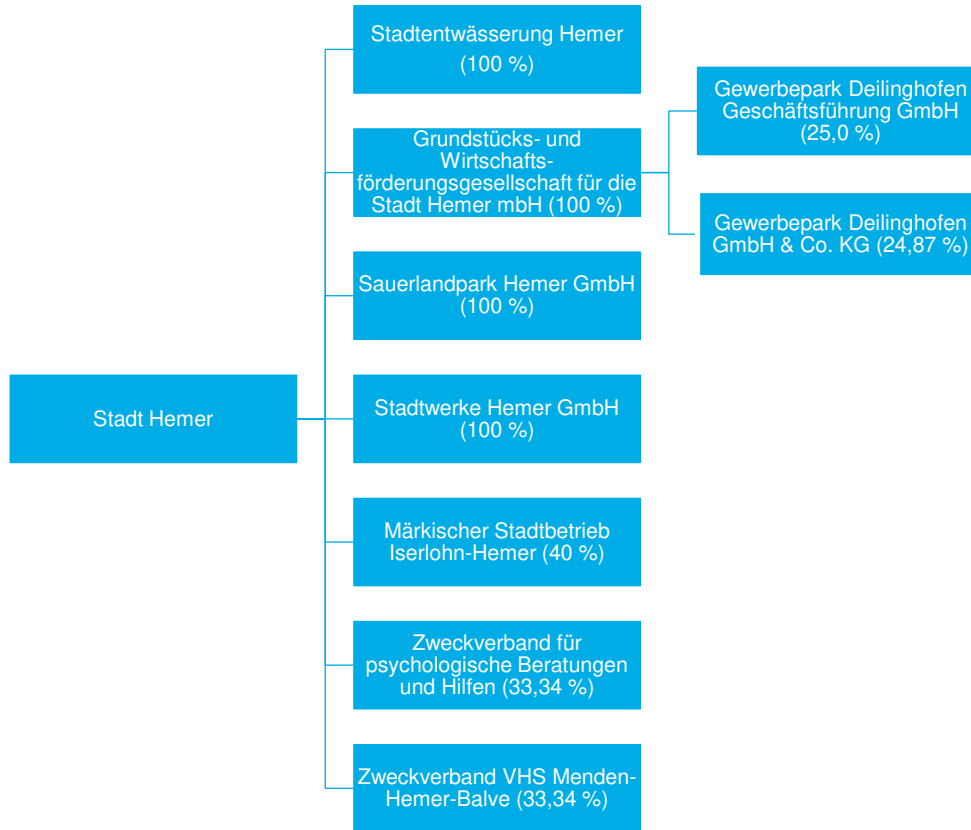 Stadt Hemer
Stadtentwässerung Hemer
(100 %)
Grundstücks- und
Wirtschafts-
förderungsgesellschaft für die
Stadt Hemer mbH (100 %)
Gewerbepark Deilinghofen
Geschäftsführung GmbH
(25,0 %)
Gewerbepark Deilinghofen
GmbH & Co. KG (24,87 %)
Sauerlandpark Hemer GmbH
(100 %)
Stadtwerke Hemer GmbH
(100 %)
Märkischer Stadtbetrieb
Iserlohn-Hemer (40 %)
Zweckverband für
psychologische Beratungen
und Hilfen (33,34 %)
Zweckverband VHS Menden-
Hemer-Balve (33,34 %)